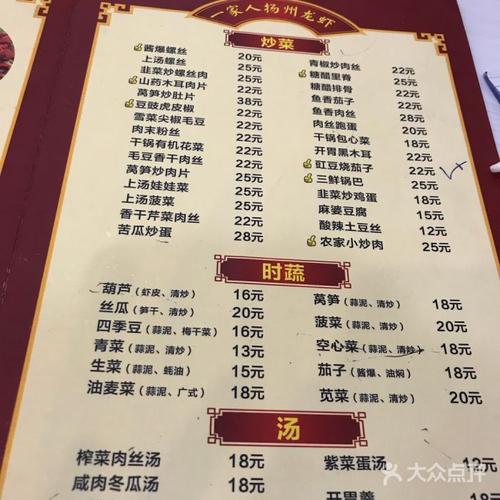 一家人扬州龙虾
炒菜
酱爆螺丝 20元
上汤螺丝 25元
韭菜炒螺丝肉 25元
山药木耳肉片 25元
莴笋炒肚片 38元
豆豉虎皮椒 22元
雪菜尖椒毛豆 22元
肉末粉丝 22元
干锅有机花菜 22元
毛豆香干肉丝 25元
莴笋炒肉片 25元
上汤娃娃菜 25元
上汤菠菜 22元
香干芹菜肉丝 22元
苦瓜炒蛋 28元
青椒炒肉丝 22元
糖醋里脊
糖醋排骨
鱼香茄子 22元
鱼香肉丝 28元
肉丝跑蛋 20元
干锅包心菜 18元
开胃黑木耳 22元
豇豆烧茄子 22元
三鲜锅巴 25元
韭菜炒鸡蛋 18元
麻婆豆腐 15元
酸辣土豆丝 12元
农家小炒肉 25元
时蔬
葫芦（虾皮、清炒） 16元
丝瓜（笋干、清炒） 20元
四季豆（蒜泥、梅干菜） 16元
青菜（蒜泥、清炒） 13元
生菜（蒜泥、蚝油） 15元
油麦菜（蒜泥、广式） 18元
莴笋（蒜泥、清炒） 18元
菠菜（蒜泥、清炒） 20元
空心菜（蒜泥、清炒） 18元
茄子（酱爆、油焖） 18元
苋菜（蒜泥、清炒） 20元
汤
榨菜肉丝汤 18元
咸肉冬瓜汤 18元
紫菜蛋汤 12元
开胃羹
大众点评